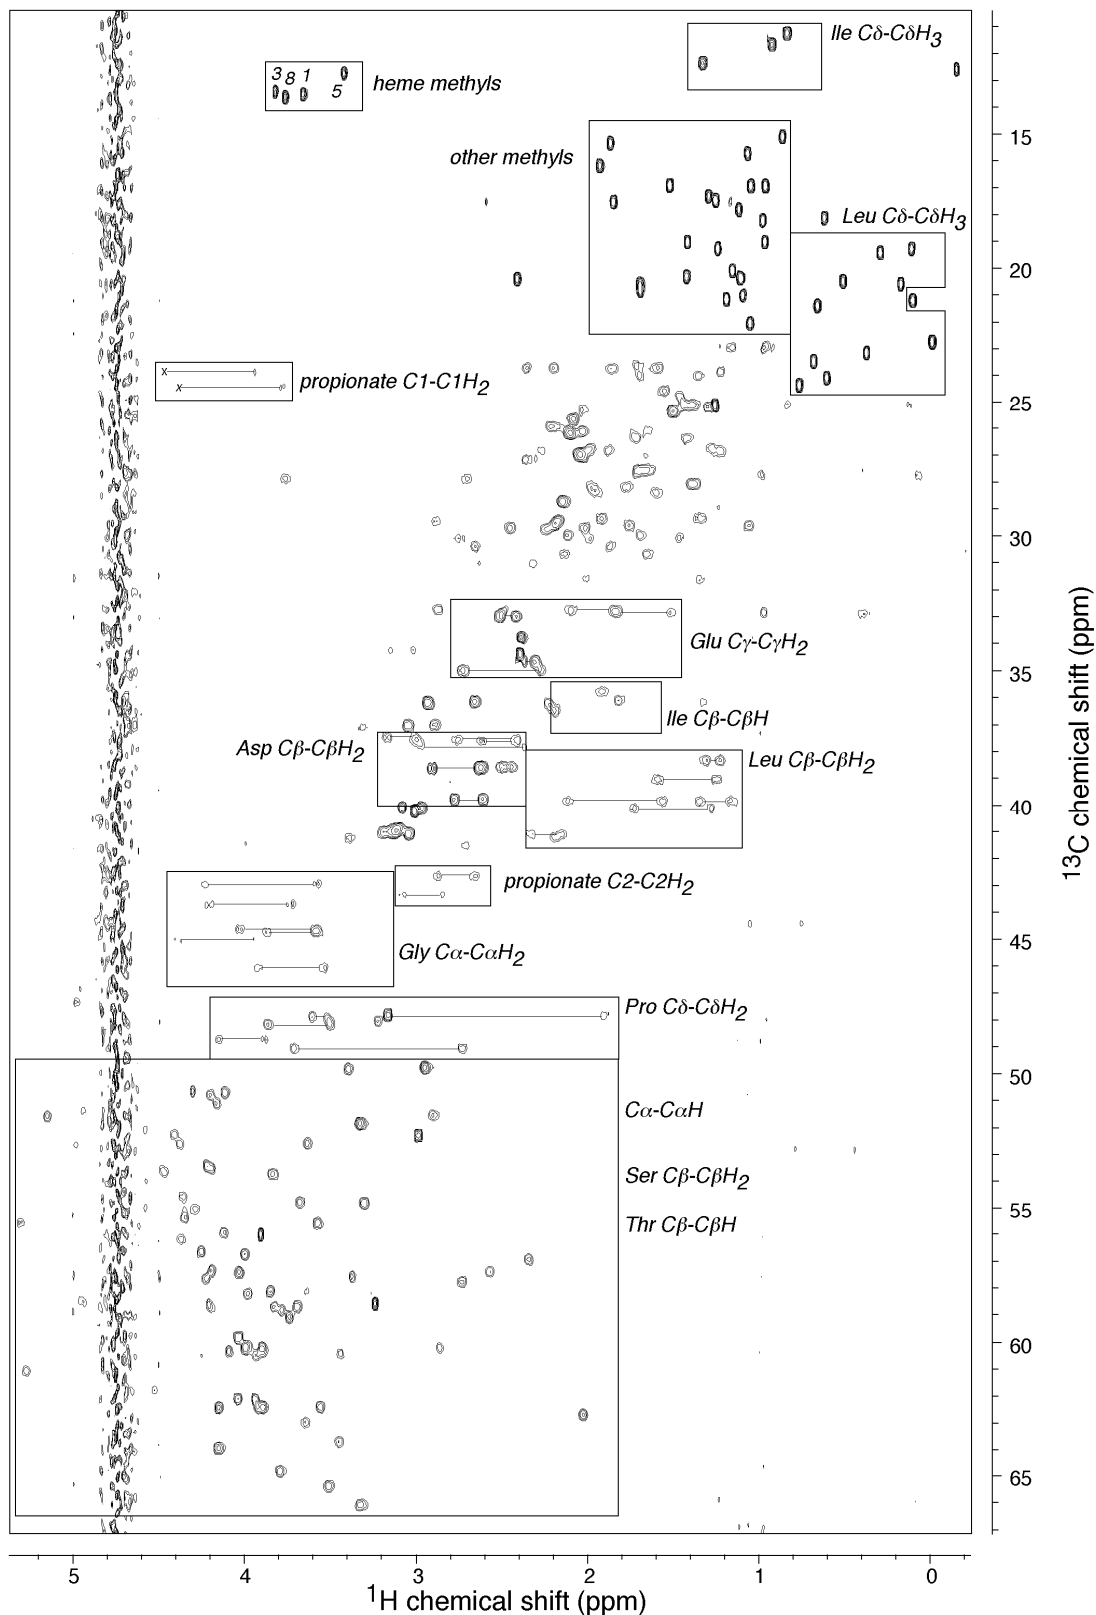 Ile Cδ-CδH3
3 8 1
5
heme methyls
15
other methyls
Leu Cδ-CδH3
20
x
x
propionate C1-C1H2
25
30
Glu Cγ-CγH2
35
Ile Cβ-CβH
Asp Cβ-CβH2
Leu Cβ-CβH2
40
propionate C2-C2H2
Gly Cα-CαH2
45
Pro Cδ-CδH2
50
Cα-CαH
Ser Cβ-CβH2
Thr Cβ-CβH
55
60
65
13C chemical shift (ppm)
5 4 3 2 1 0
1H chemical shift (ppm)